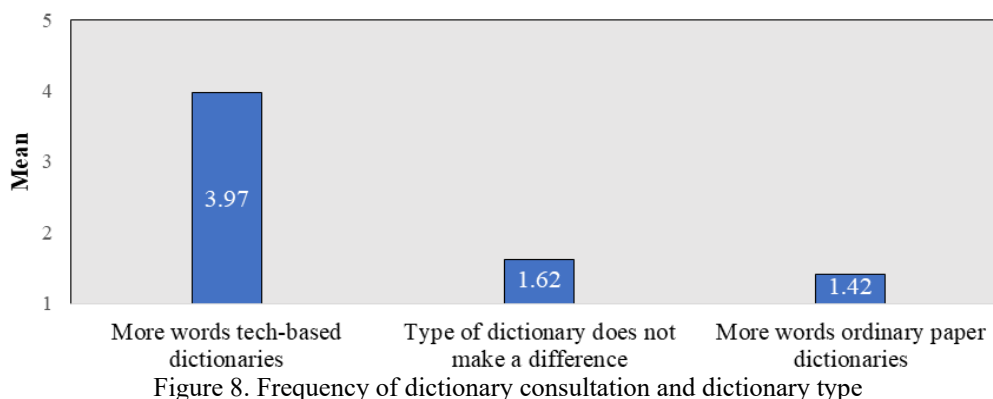 5
4
3
2
1
Mean
3.97
1.62
1.42
More words tech-based
dictionaries
Type of dictionary does not
make a difference
More words ordinary paper
dictionaries
Figure 8. Frequency of dictionary consultation and dictionary type